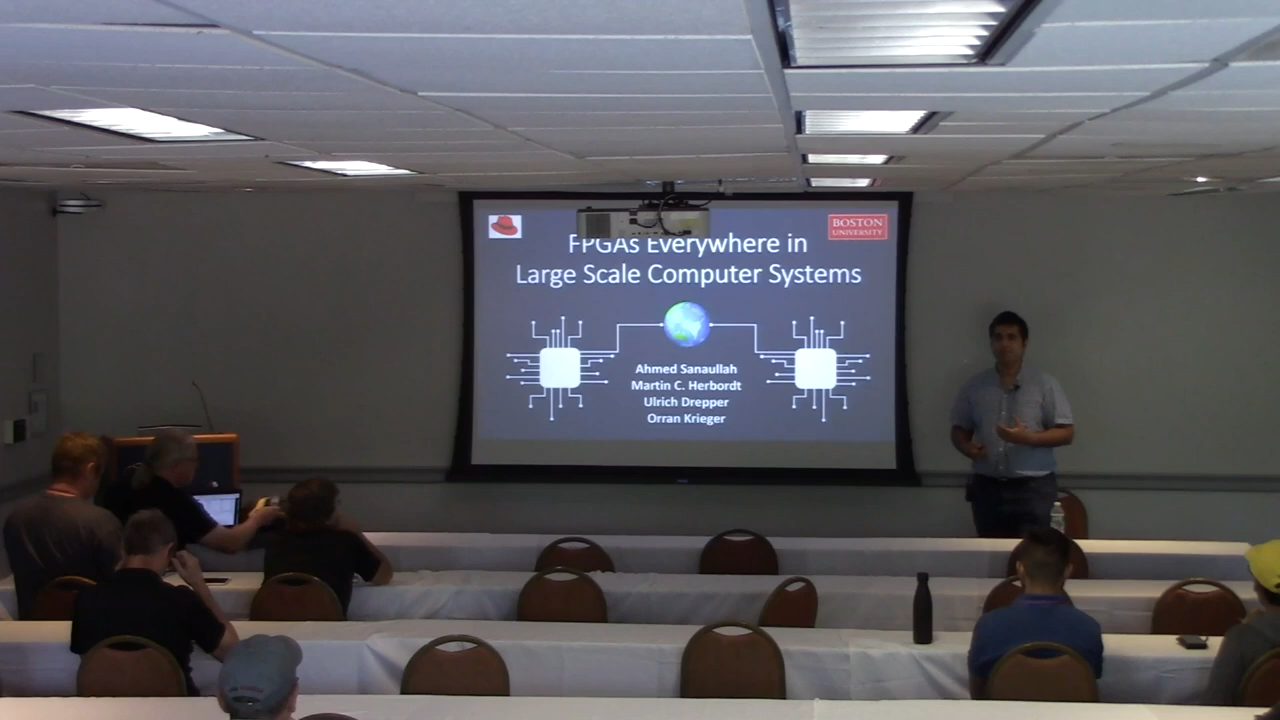 BOSTON
UNIVERSITY
FPGAs Everywhere in
Large Scale Computer Systems
Ahmed Sanaullah
Martin C. Herbordt
Ulrich Drepper
Orran Krieger